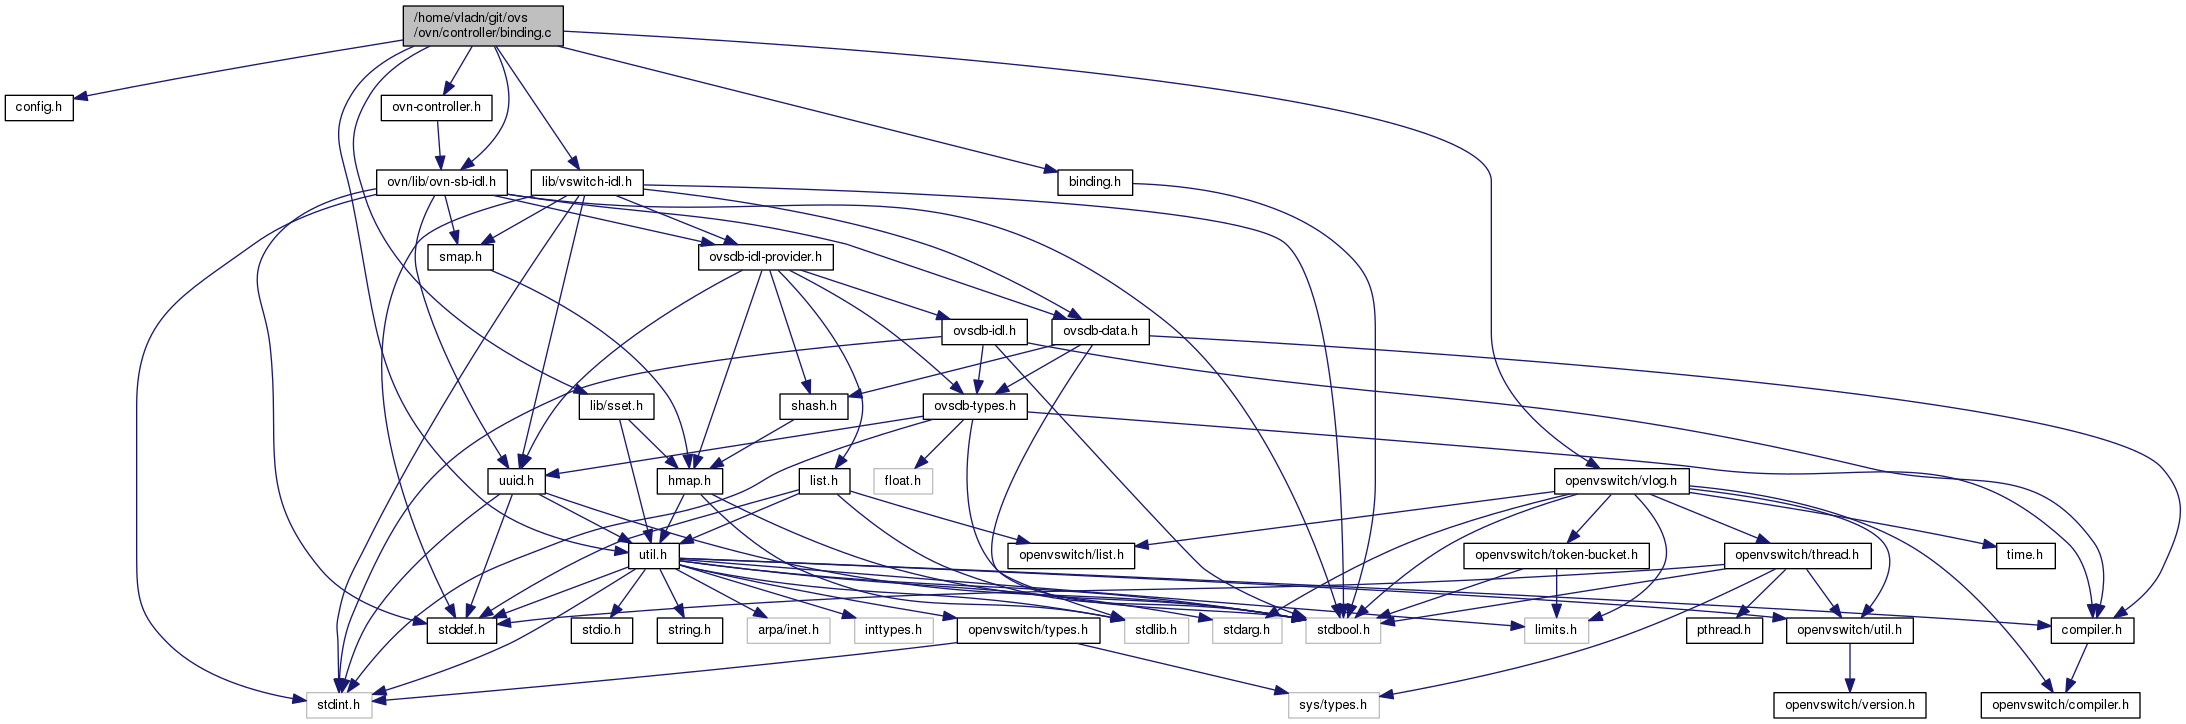 /home/vladn/git/ovs
/ovn/controller/binding.c
config.h
ovn-controller.h
ovn/lib/ovn-sb-idl.h
lib/vswitch-idl.h
binding.h
smap.h
ovsdb-idl-provider.h
ovsdb-idl.h
ovsdb-data.h
lib/sset.h
shash.h
ovsdb-types.h
uuid.h
hmap.h
list.h
float.h
openvswitch/vlog.h
util.h
openvswitch/list.h
openvswitch/token-bucket.h
openvswitch/thread.h
time.h
stddef.h
stdio.h
string.h
arpa/inet.h
inttypes.h
openvswitch/types.h
stdlib.h
stdarg.h
stdbool.h
limits.h
pthread.h
openvswitch/util.h
compiler.h
stdint.h
sys/types.h
openvswitch/version.h
openvswitch/compiler.h